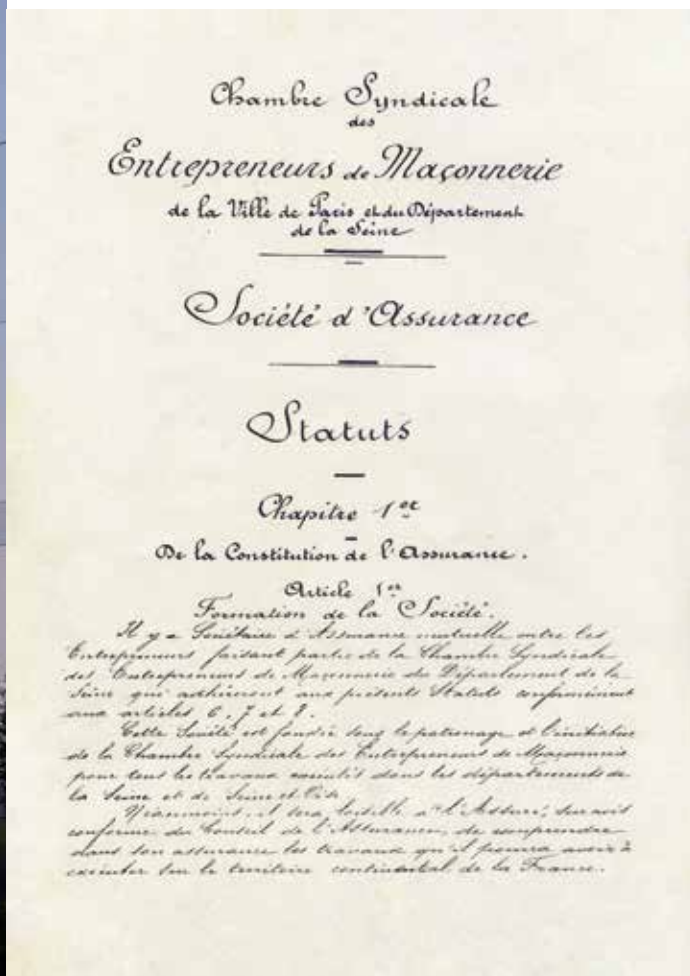 Chambre Syndicale
des
Entrepreneurs de Maçonnerie
de la Ville de Paris et du Département
de la Seine
Société d'Assurance
Statuts
Chapitre 1er
De la Constitution de l'Assurance.
Article 1er
Formation de la Société.
Il y a Société d'Assurance mutuelle entre les
Entrepreneurs faisant partie de la Chambre Syndicale
des Entrepreneurs de Maçonnerie du Département de la
Seine qui adhèreront aux présents Statuts conformément
aux articles 6, 7 et 8.
Cette Société est fondée sous le patronage et l'initiative
de la Chambre Syndicale des Entrepreneurs de Maçonnerie
pour tous les travaux exécutés dans les départements de
la Seine et de Seine et Oise
Néanmoins, il sera loisible à l'Assuré, sur avis
conforme du Conseil de l'Assurance, de comprendre
dans son assurance les travaux qu'il pourra avoir à
exécuter sur le territoire continental de la France.